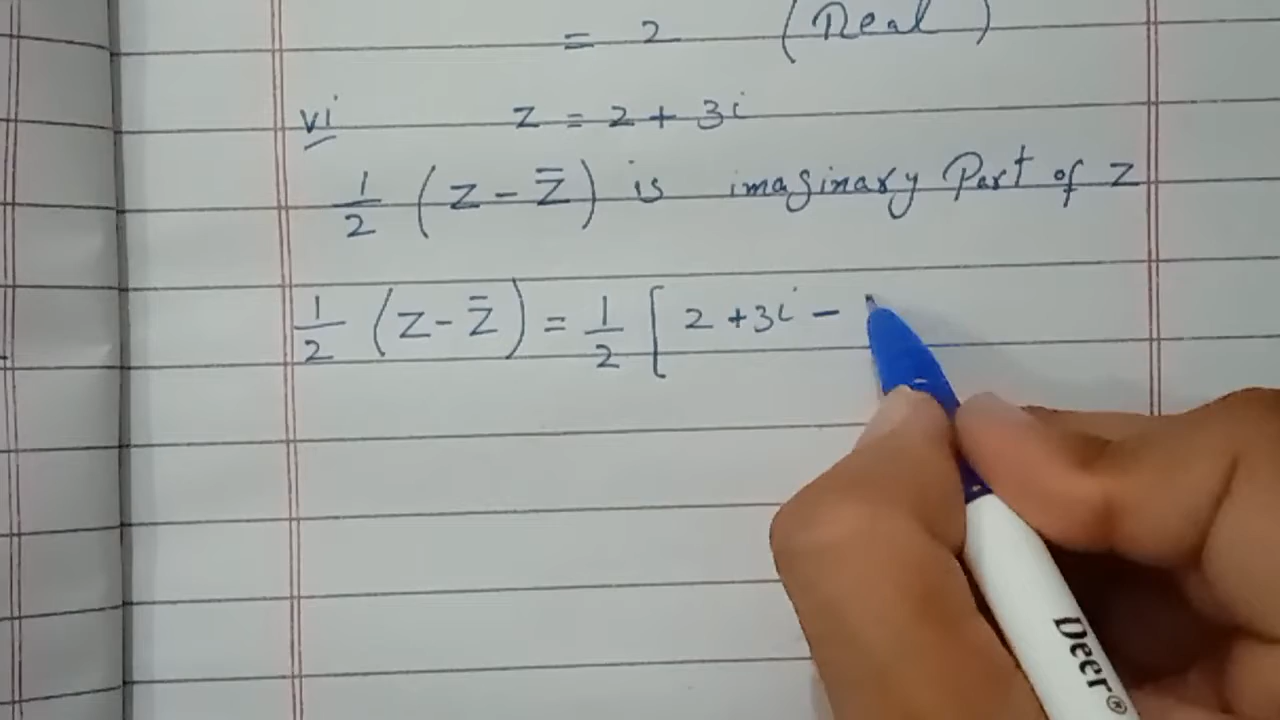 = 2 (Real)
vi z = 2 + 3i
1/2 (z - z̄) is imaginary Part of z
1/2 (z - z̄) = 1/2 [ 2 + 3i -
Deer®